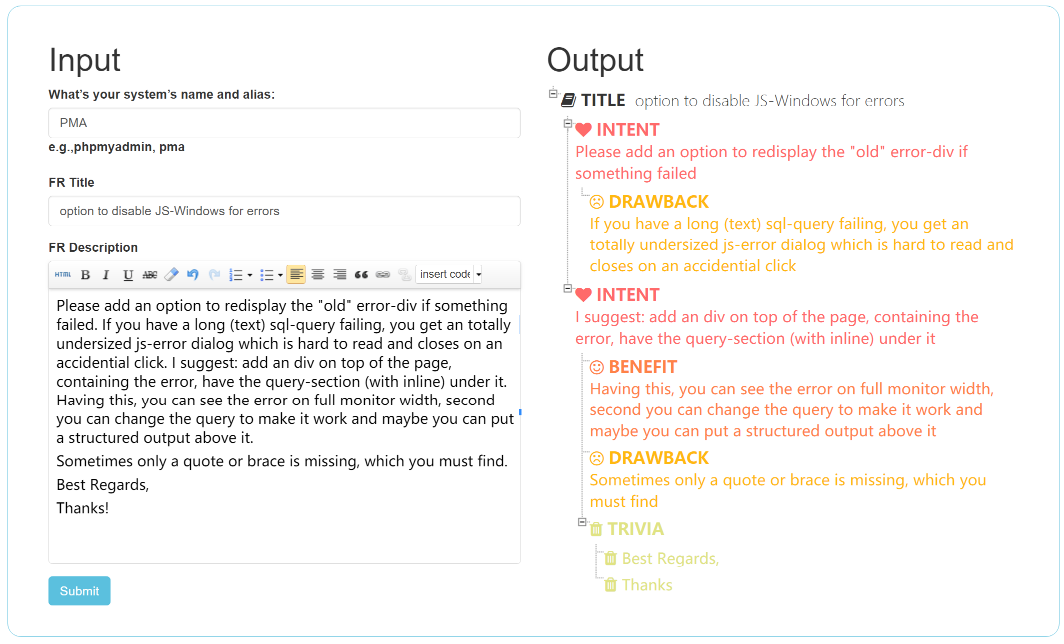 Input
What's your system's name and alias:
PMA
e.g.,phpmyadmin, pma
FR Title
option to disable JS-Windows for errors
FR Description
HTML B I U ABC insert code
Please add an option to redisplay the "old" error-div if something
failed. If you have a long (text) sql-query failing, you get an totally
undersized js-error dialog which is hard to read and closes on an
accidential click. I suggest: add an div on top of the page,
containing the error, have the query-section (with inline) under it.
Having this, you can see the error on full monitor width, second
you can change the query to make it work and maybe you can put
a structured output above it.
Sometimes only a quote or brace is missing, which you must find.
Best Regards,
Thanks!
Submit
Output
TITLE option to disable JS-Windows for errors
INTENT
Please add an option to redisplay the "old" error-div if
something failed
DRAWBACK
If you have a long (text) sql-query failing, you get an
totally undersized js-error dialog which is hard to read and
closes on an accidential click
INTENT
I suggest: add an div on top of the page, containing the
error, have the query-section (with inline) under it
BENEFIT
Having this, you can see the error on full monitor width,
second you can change the query to make it work and
maybe you can put a structured output above it
DRAWBACK
Sometimes only a quote or brace is missing, which you
must find
TRIVIA
Best Regards,
Thanks